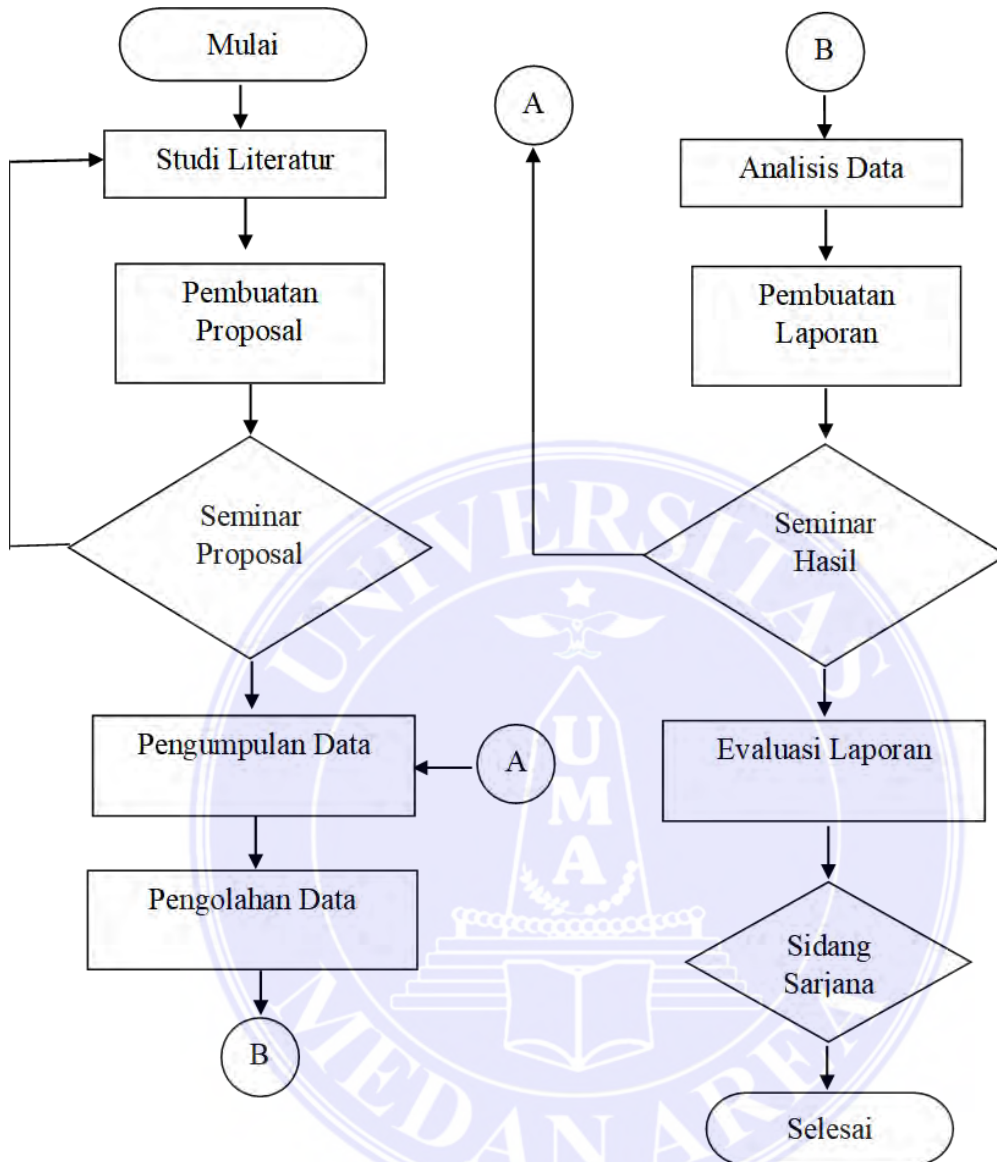 Mulai
Studi Literatur
Pembuatan
Proposal
Seminar
Proposal
Pengumpulan Data
A
Pengolahan Data
B
B
A
Analisis Data
Pembuatan
Laporan
Seminar
Hasil
Evaluasi Laporan
Sidang
Sarjana
Selesai
UNIVERSITAS
UMA
MEDAN AREA